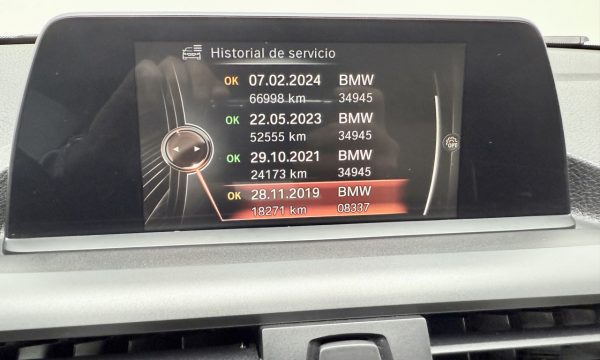 Historial de servicio
OK 07.02.2024 BMW
66998 km 34945
OK 22.05.2023 BMW
52555 km 34945
OK 29.10.2021 BMW
24173 km 34945
OK 28.11.2019 BMW
18271 km 08337
OFF